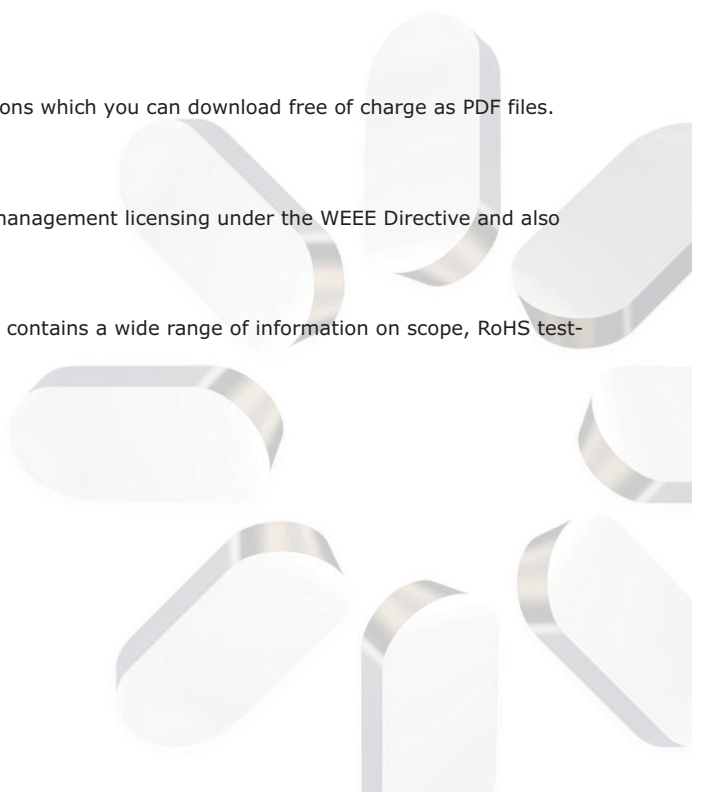 ons which you can download free of charge as PDF files.
management licensing under the WEEE Directive and also
contains a wide range of information on scope, RoHS test-